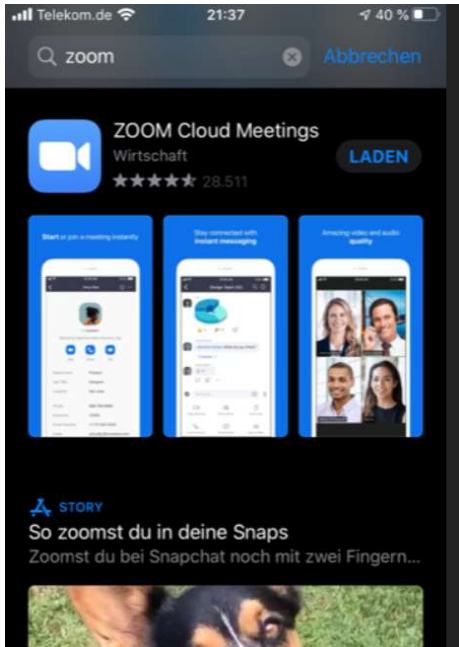 Telekom.de
21:37
40 %
zoom
Abbrechen
ZOOM Cloud Meetings
Wirtschaft
LADEN
28.511
Start or join a meeting instantly
Stay connected with
instant messaging
Amazing video and audio
quality
STORY
So zoomst du in deine Snaps
Zoomst du bei Snapchat noch mit zwei Fingern...